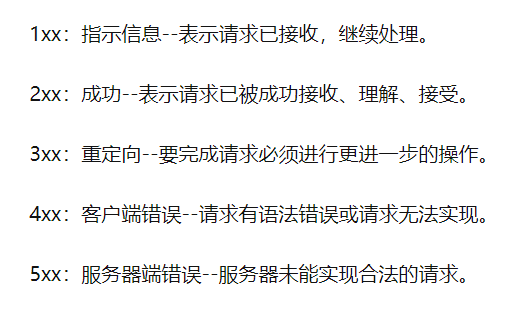 1xx：指示信息--表示请求已接收，继续处理。
2xx：成功--表示请求已被成功接收、理解、接受。
3xx：重定向--要完成请求必须进行更进一步的操作。
4xx：客户端错误--请求有语法错误或请求无法实现。
5xx：服务器端错误--服务器未能实现合法的请求。